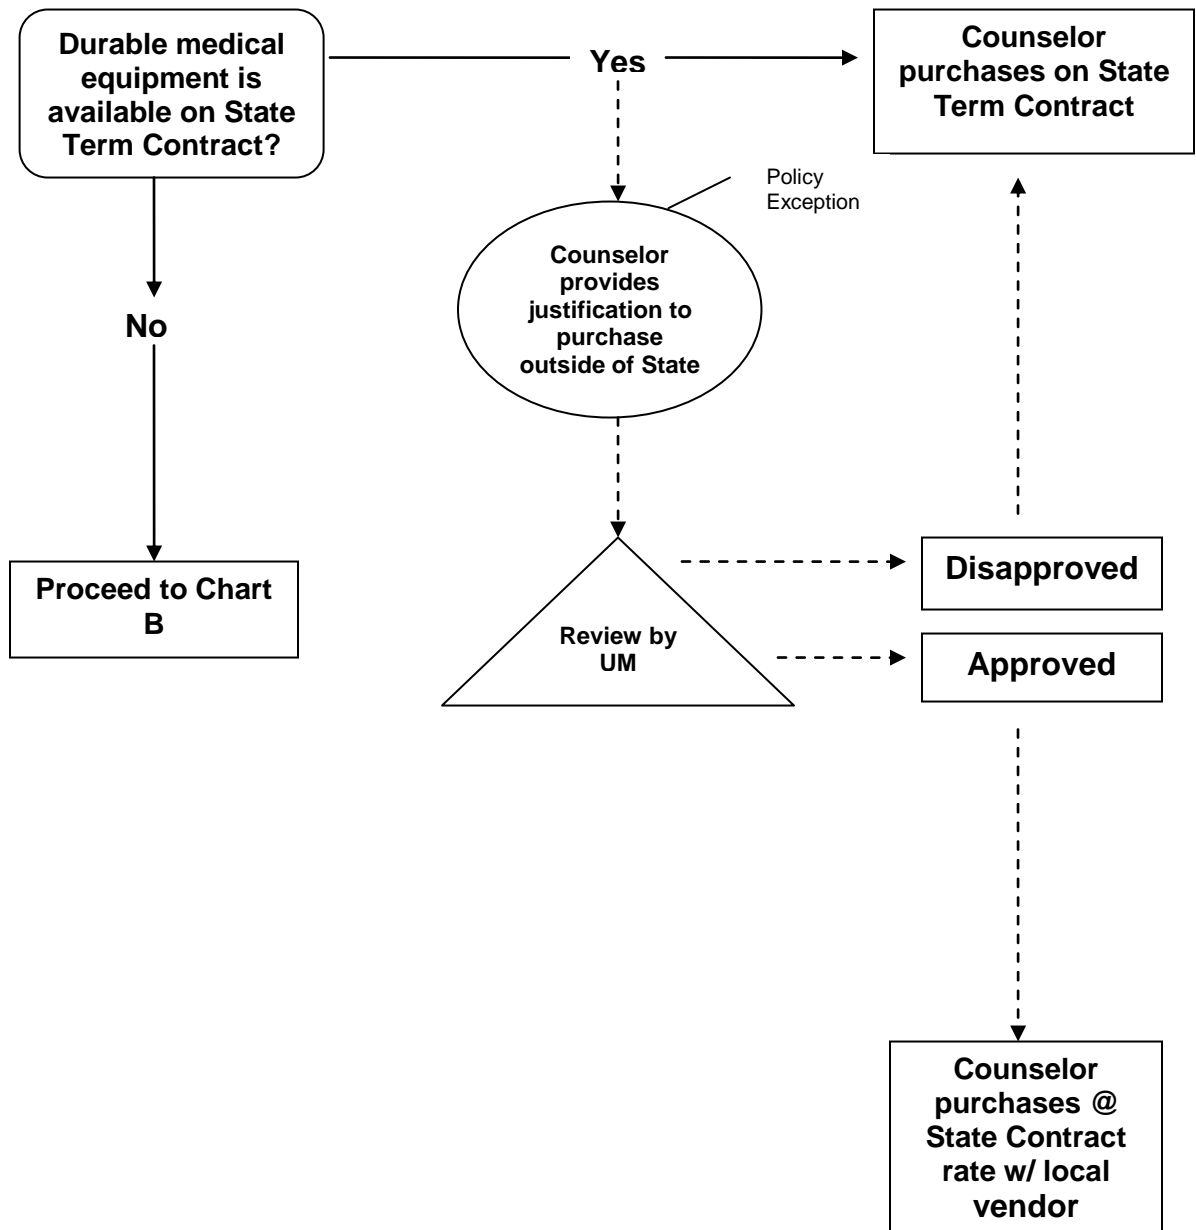 Durable medical
equipment is
available on State
Term Contract?
Yes
Counselor
purchases on State
Term Contract
Policy
Exception
Counselor
provides
justification to
purchase
outside of State
No
Proceed to Chart
B
Review by
UM
Disapproved
Approved
Counselor
purchases @
State Contract
rate w/ local
vendor